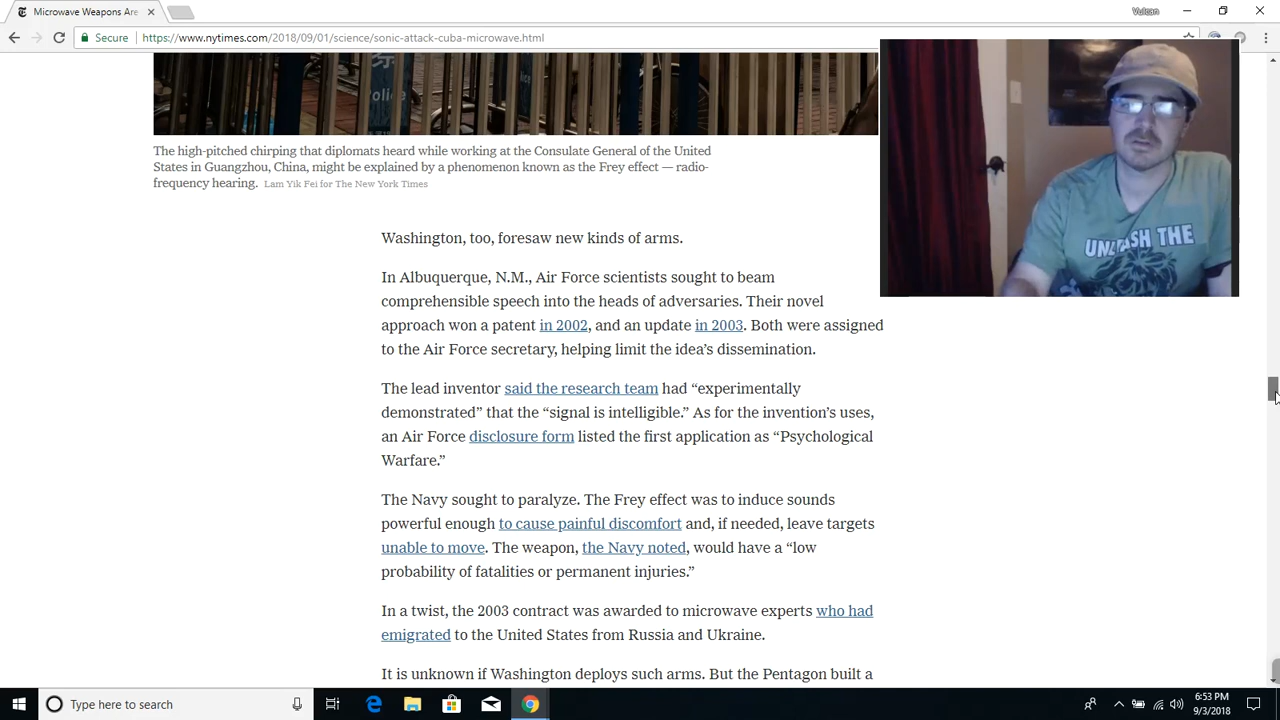 Microwave Weapons Are
Vulcan
Secure
https://www.nytimes.com/2018/09/01/science/sonic-attack-cuba-microwave.html
Police
The high-pitched chirping that diplomats heard while working at the Consulate General of the United
States in Guangzhou, China, might be explained by a phenomenon known as the Frey effect — radio-
frequency hearing. Lam Yik Fei for The New York Times
UNLEASH THE
Washington, too, foresaw new kinds of arms.
In Albuquerque, N.M., Air Force scientists sought to beam
comprehensible speech into the heads of adversaries. Their novel
approach won a patent in 2002, and an update in 2003. Both were assigned
to the Air Force secretary, helping limit the idea’s dissemination.
The lead inventor said the research team had “experimentally
demonstrated” that the “signal is intelligible.” As for the invention’s uses,
an Air Force disclosure form listed the first application as “Psychological
Warfare.”
The Navy sought to paralyze. The Frey effect was to induce sounds
powerful enough to cause painful discomfort and, if needed, leave targets
unable to move. The weapon, the Navy noted, would have a “low
probability of fatalities or permanent injuries.”
In a twist, the 2003 contract was awarded to microwave experts who had
emigrated to the United States from Russia and Ukraine.
It is unknown if Washington deploys such arms. But the Pentagon built a
Type here to search
6:53 PM
9/3/2018